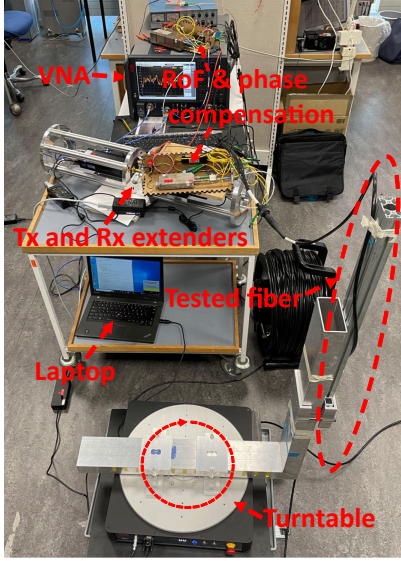 VNA
RoF & phase
compensation
Tx and Rx extenders
Tested fiber
Laptop
Turntable